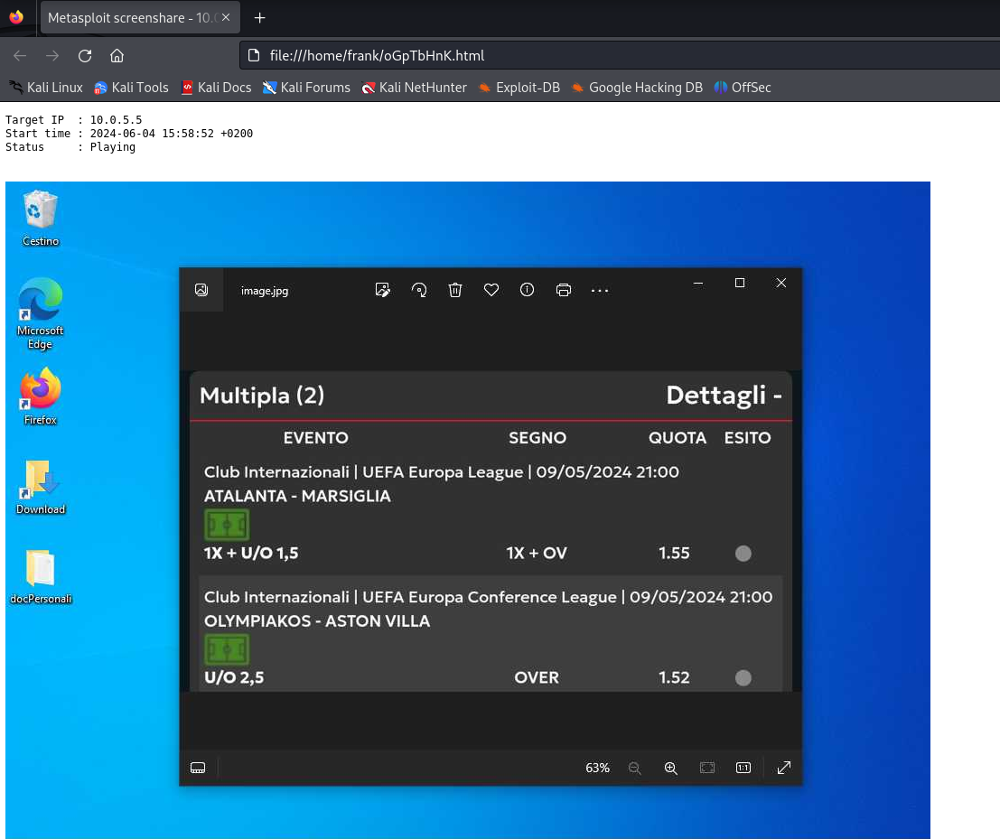 Metasploit screenshare - 10.0
file:///home/frank/oGpTbHnK.html
Kali Linux Kali Tools Kali Docs Kali Forums Kali NetHunter Exploit-DB Google Hacking DB OffSec
Target IP  : 10.0.5.5
Start time : 2024-06-04 15:58:52 +0200
Status     : Playing
Cestino
Microsoft
Edge
Firefox
Download
docPersonali
image.jpg
Multipla (2) Dettagli -
EVENTO SEGNO QUOTA ESITO
Club Internazionali | UEFA Europa League | 09/05/2024 21:00
ATALANTA - MARSIGLIA
1X + U/O 1,5 1X + OV 1.55
Club Internazionali | UEFA Europa Conference League | 09/05/2024 21:00
OLYMPIAKOS - ASTON VILLA
U/O 2,5 OVER 1.52
63% 1:1